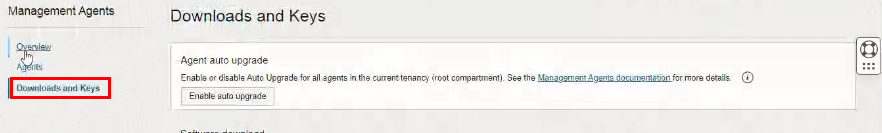 Management Agents
Downloads and Keys
Overview
Agents
Downloads and Keys
Agent auto upgrade
Enable or disable Auto Upgrade for all agents in the current tenancy (root compartment). See the Management Agents documentation for more details.
Enable auto upgrade
Software download